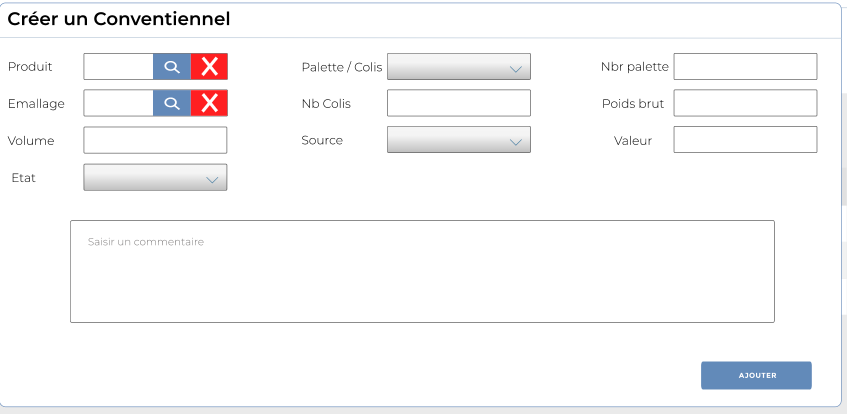 Créer un Conventiennel
Produit
Palette / Colis
Nbr palette
Emallage
Nb Colis
Poids brut
Volume
Source
Valeur
Etat
Saisir un commentaire
AJOUTER